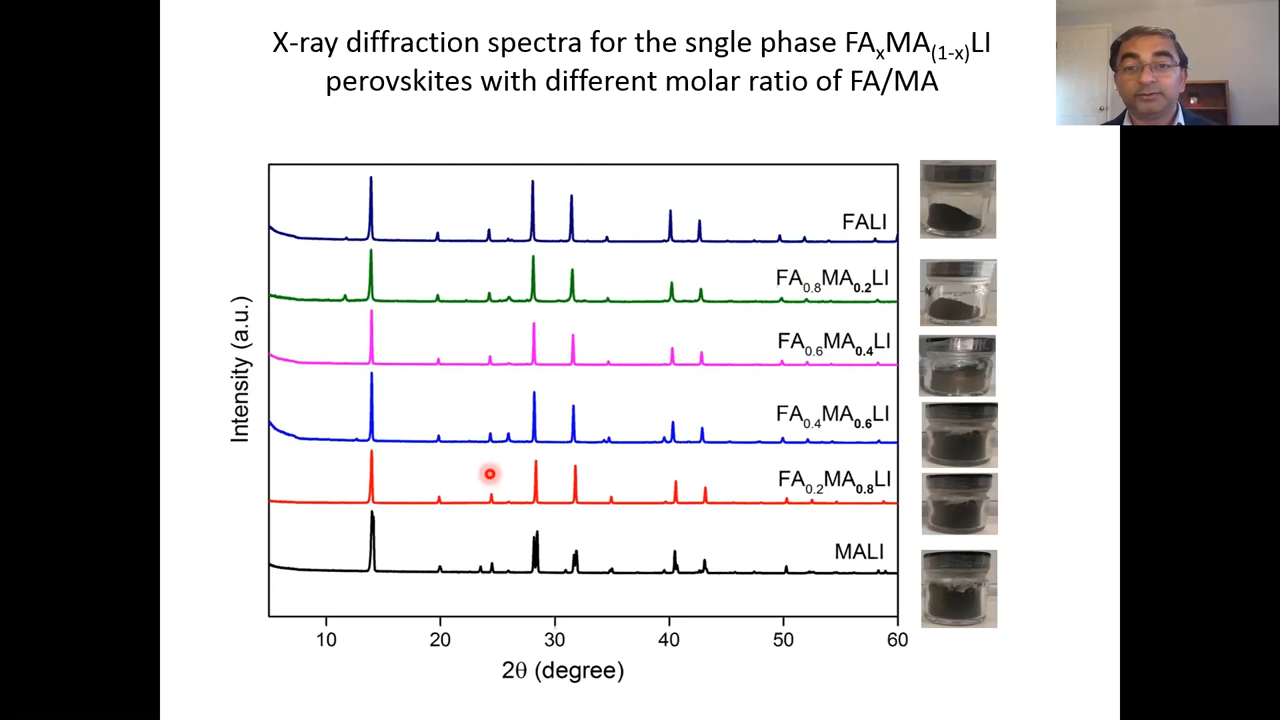 X-ray diffraction spectra for the sngle phase FAxMA(1-x)LI
perovskites with different molar ratio of FA/MA
FALI
FA0.8MA0.2LI
FA0.6MA0.4LI
FA0.4MA0.6LI
FA0.2MA0.8LI
MALI
Intensity (a.u.)
10 20 30 40 50 60
2θ (degree)